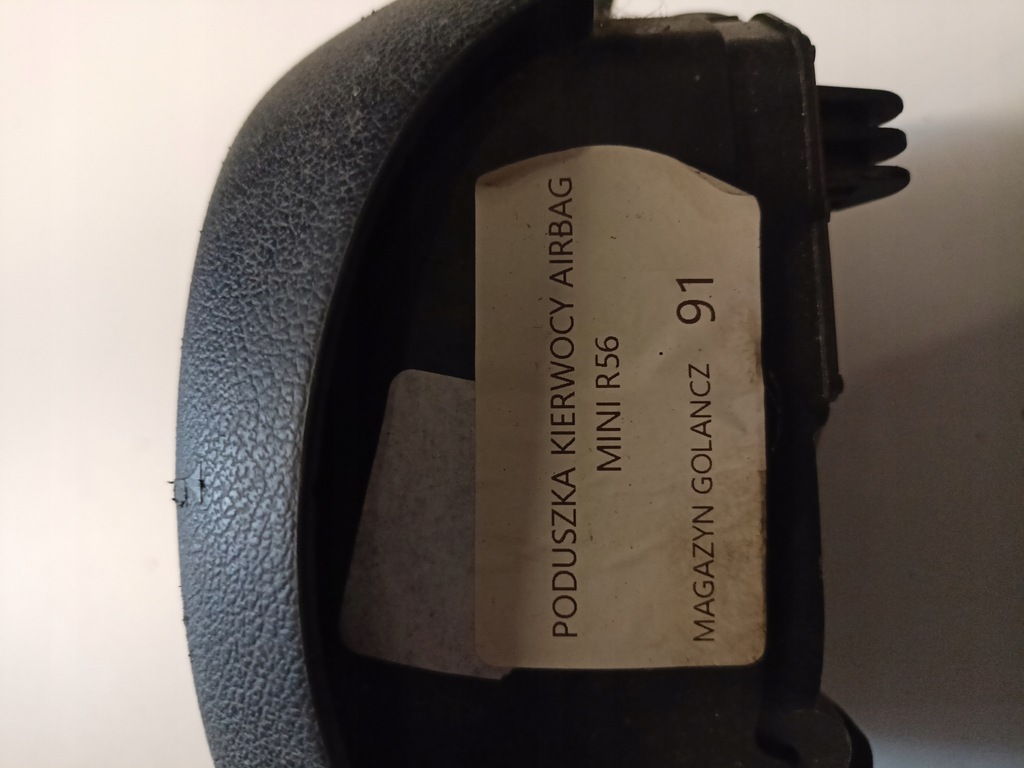 PODUSZKA KIERWOCY AIRBAG
MINI R56
MAGAZYN GOLANCZ 91